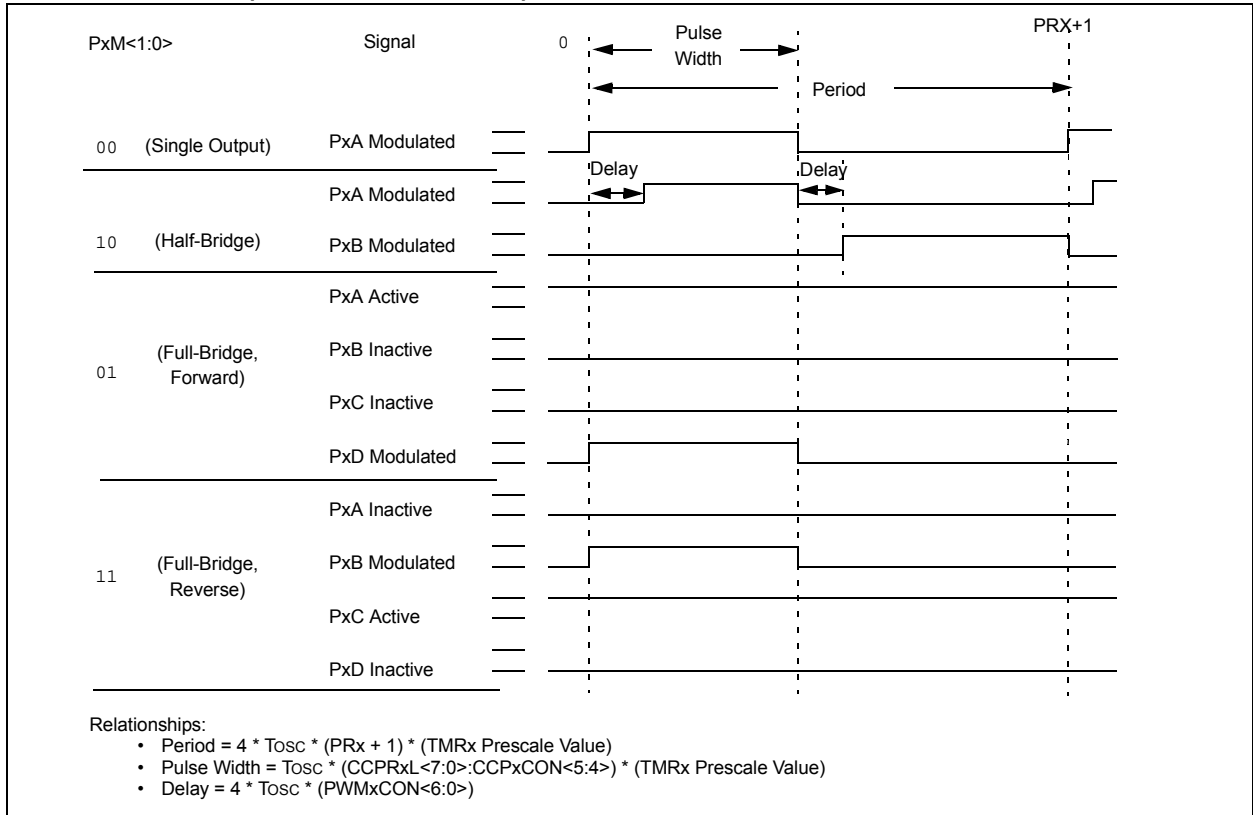 PxM<1:0> Signal 0 Pulse Width PRX+1
Period
00 (Single Output) PxA Modulated
Delay Delay
PxA Modulated
10 (Half-Bridge) PxB Modulated
PxA Active
PxB Inactive
01 (Full-Bridge, Forward)
PxC Inactive
PxD Modulated
PxA Inactive
PxB Modulated
11 (Full-Bridge, Reverse)
PxC Active
PxD Inactive
Relationships:
• Period = 4 * TOSC * (PRx + 1) * (TMRx Prescale Value)
• Pulse Width = TOSC * (CCPRxL<7:0>:CCPxCON<5:4>) * (TMRx Prescale Value)
• Delay = 4 * TOSC * (PWMxCON<6:0>)